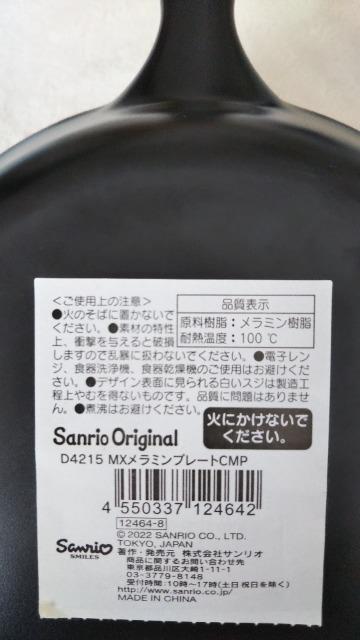 ＜ご使用上の注意＞
●火のそばに置かないで
ください。●素材の特性
上、衝撃を与えると破損
しますので乱暴に扱わないでください。●電子レン
ジ、食器洗浄機、食器乾燥機のご使用はお避けくださ
い。●デザイン表面に見られる白いスジは製造工
程上やむを得ないものです。品質に問題はありませ
ん。●煮沸はお避けください。
品質表示
原料樹脂：メラミン樹脂
耐熱温度：100℃
火にかけないで
ください。
Sanrio Original
D4215 MXメラミンプレートCMP
4 550337 124642
12464-8
Sanrio
SMILES
©2022 SANRIO CO., LTD.
TOKYO, JAPAN
著作・発売元 株式会社サンリオ
商品に関するお問い合わせ先
東京都品川区大崎1-11-1
03-3779-8148
受付時間:10時～17時(土日祝日を除く)
http://www.sanrio.co.jp
MADE IN CHINA